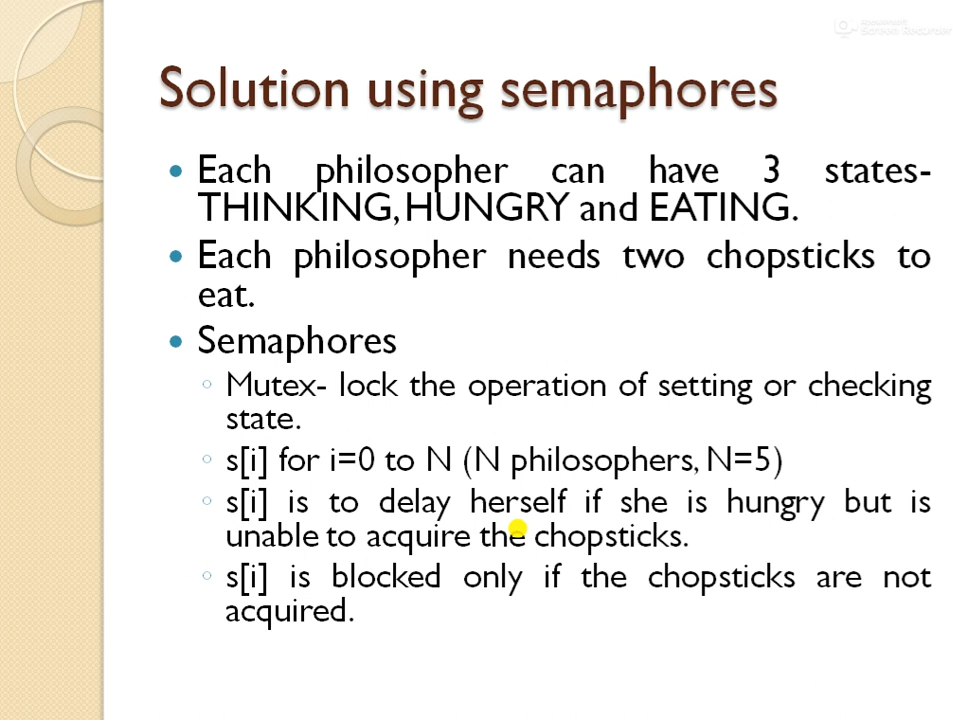 Screen Recorder
Solution using semaphores
• Each philosopher can have 3 states-
THINKING, HUNGRY and EATING.
• Each philosopher needs two chopsticks to
eat.
• Semaphores
◦ Mutex- lock the operation of setting or checking
state.
◦ s[i] for i=0 to N (N philosophers, N=5)
◦ s[i] is to delay herself if she is hungry but is
unable to acquire the chopsticks.
◦ s[i] is blocked only if the chopsticks are not
acquired.